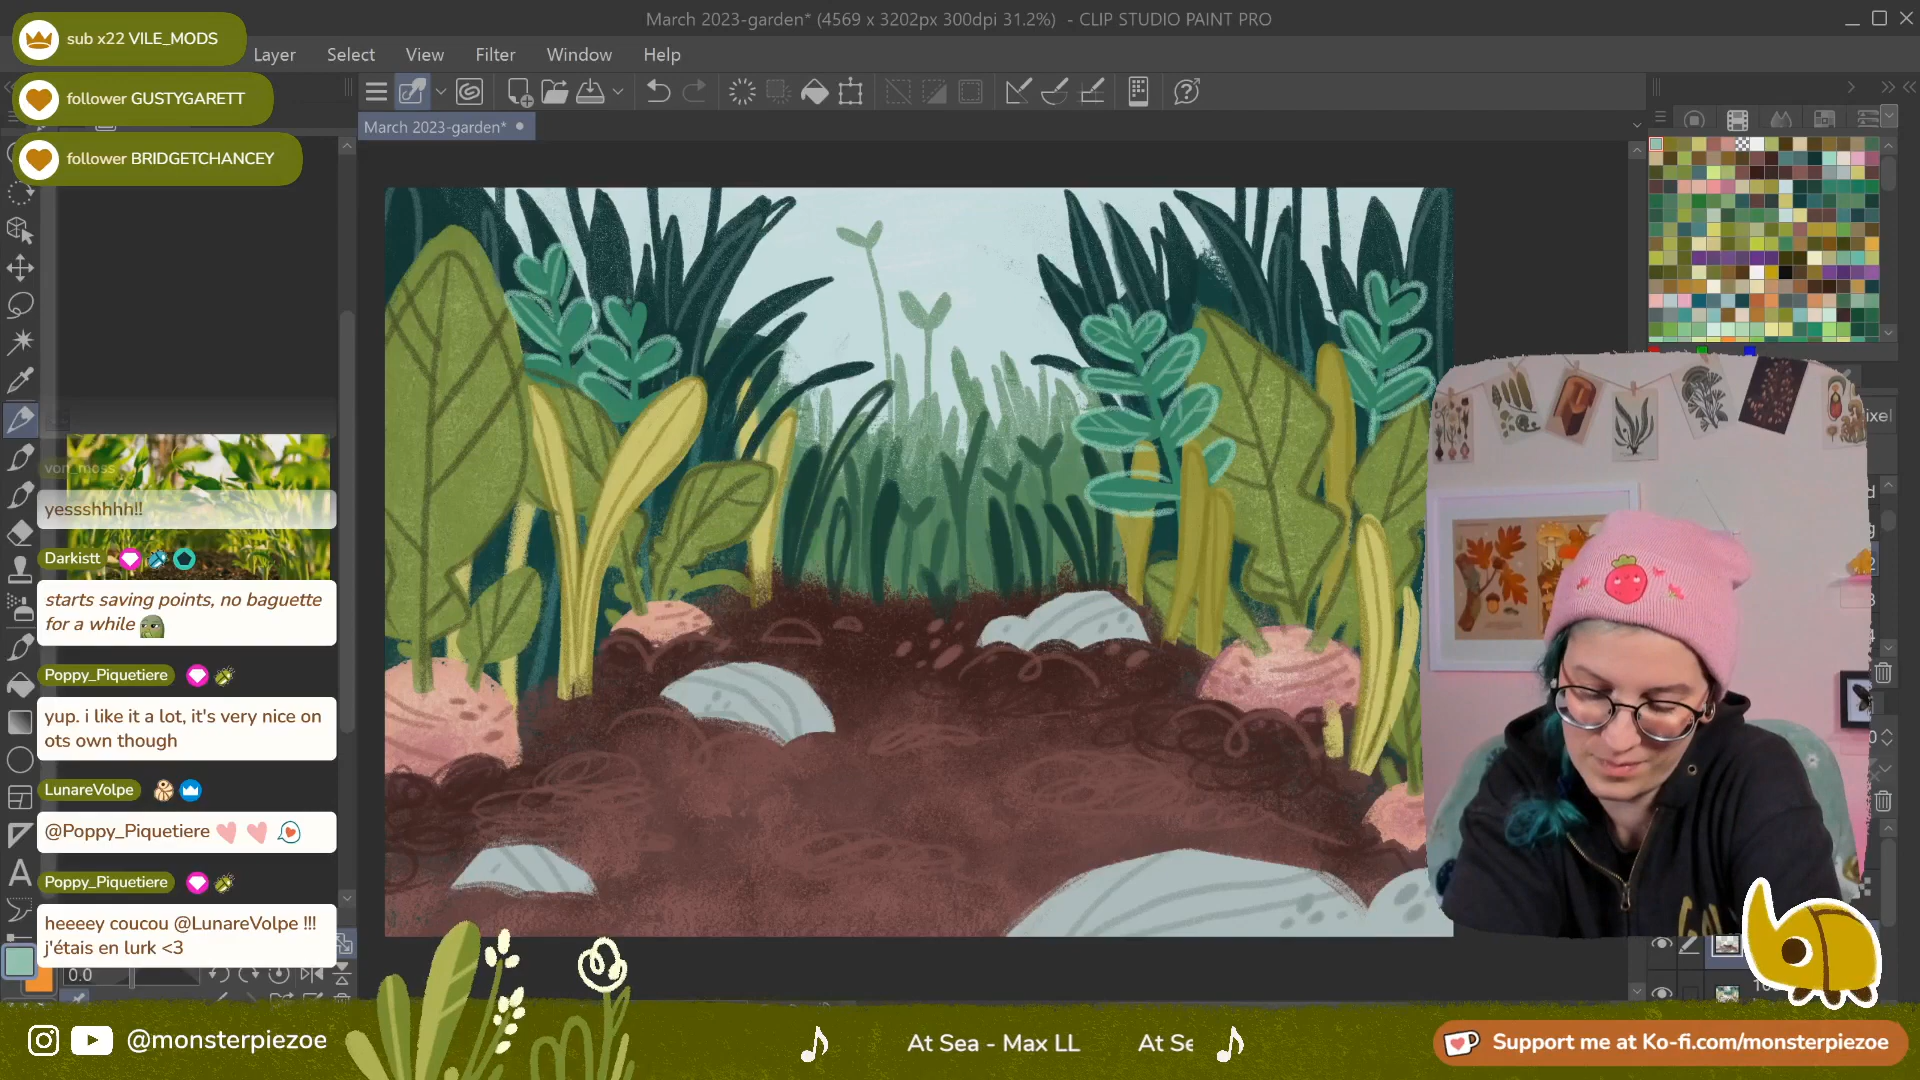 March 2023-garden* (4569 x 3202px 300dpi 31.2%) - CLIP STUDIO PAINT PRO
sub x22 VILE_MODS
Layer Select View Filter Window Help
follower GUSTYGARETT
March 2023-garden*
follower BRIDGETCHANCEY
von_moss
yessshhhh!!
Darkistt
starts saving points, no baguette
for a while
Poppy_Piquetiere
yup. i like it a lot, it's very nice on
ots own though
LunareVolpe
@Poppy_Piquetiere
Poppy_Piquetiere
heeeey coucou @LunareVolpe !!!
j'étais en lurk <3
0.0
@monsterpiezoe
At Sea - Max LL
At Se
Support me at Ko-fi.com/monsterpiezoe